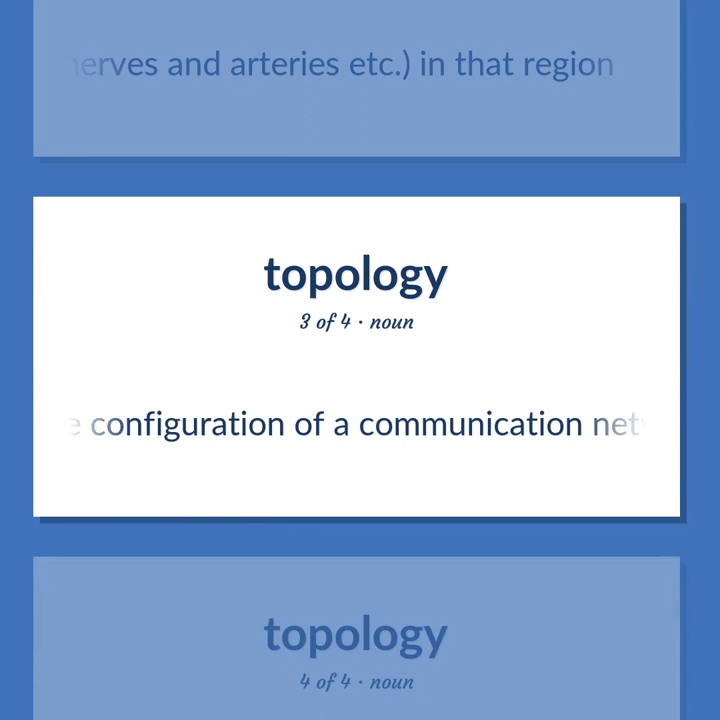 nerves and arteries etc.) in that region
topology
3 of 4 · noun
configuration of a communication
topology
4 of 4 · noun